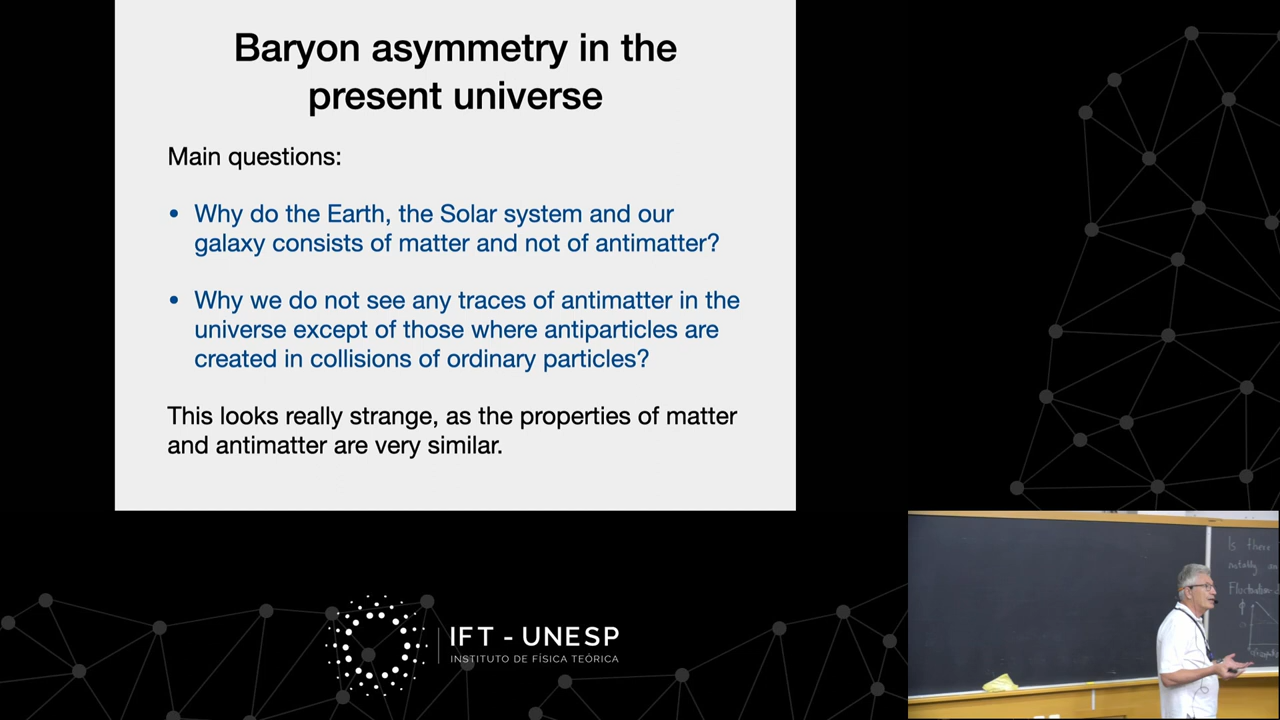 Baryon asymmetry in the
present universe
Main questions:
• Why do the Earth, the Solar system and our
galaxy consists of matter and not of antimatter?
• Why we do not see any traces of antimatter in the
universe except of those where antiparticles are
created in collisions of ordinary particles?
This looks really strange, as the properties of matter
and antimatter are very similar.
IFT - UNESP
INSTITUTO DE FÍSICA TEÓRICA
Is there